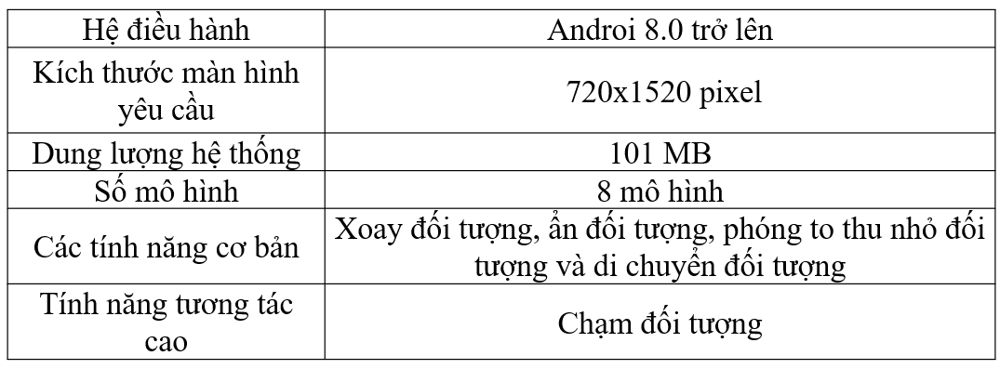 Hệ điều hành
Androi 8.0 trở lên
Kích thước màn hình
yêu cầu
720x1520 pixel
Dung lượng hệ thống
101 MB
Số mô hình
8 mô hình
Các tính năng cơ bản
Xoay đối tượng, ẩn đối tượng, phóng to thu nhỏ đối
tượng và di chuyển đối tượng
Tính năng tương tác
cao
Chạm đối tượng